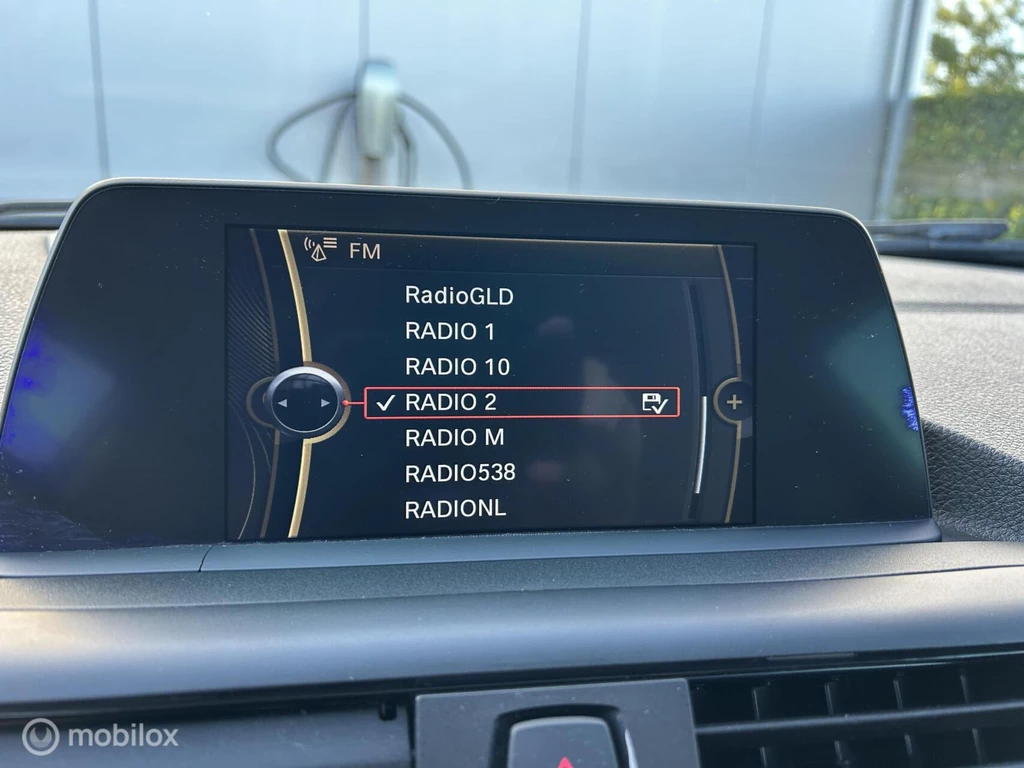 FM
RadioGLD
RADIO 1
RADIO 10
RADIO 2
RADIO M
RADIO538
RADIONL
mobilox